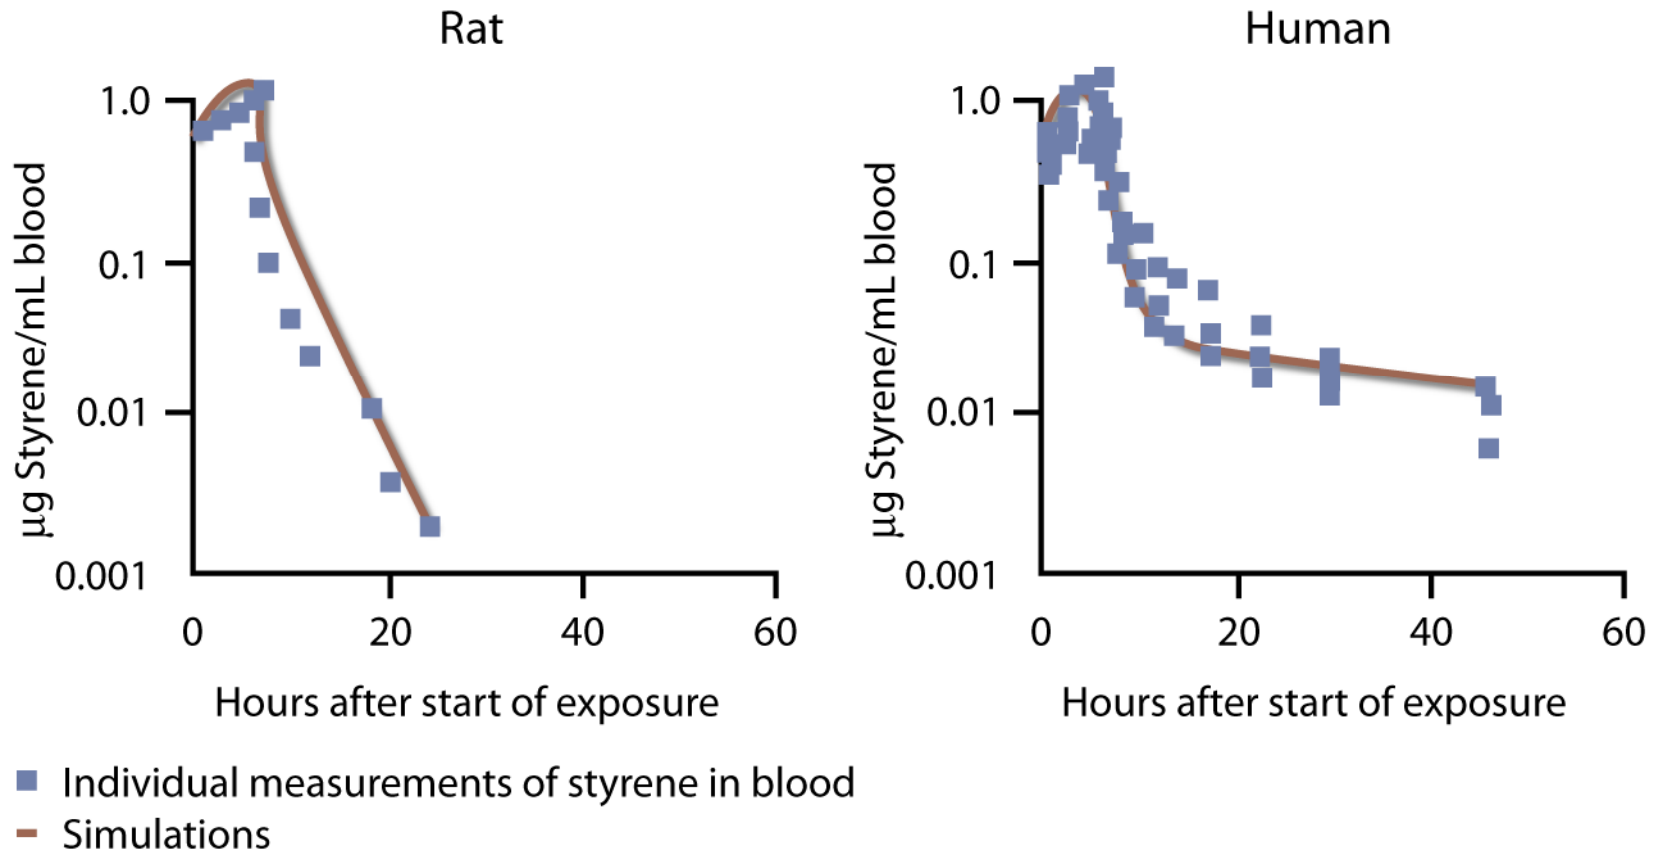 Rat
1.0
0.1
0.01
0.001
µg Styrene/mL blood
0 20 40 60
Hours after start of exposure
Human
1.0
0.1
0.01
0.001
µg Styrene/mL blood
0 20 40 60
Hours after start of exposure
Individual measurements of styrene in blood
Simulations